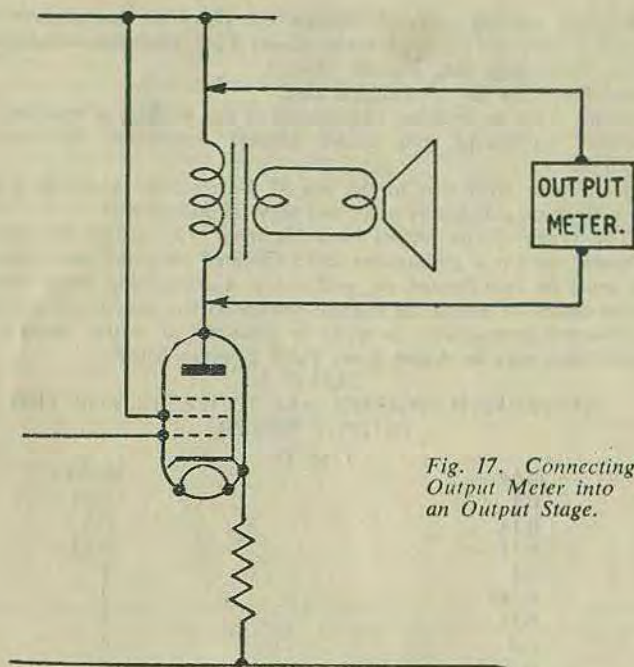 OUTPUT
METER.
Fig. 17. Connecting
Output Meter into
an Output Stage.